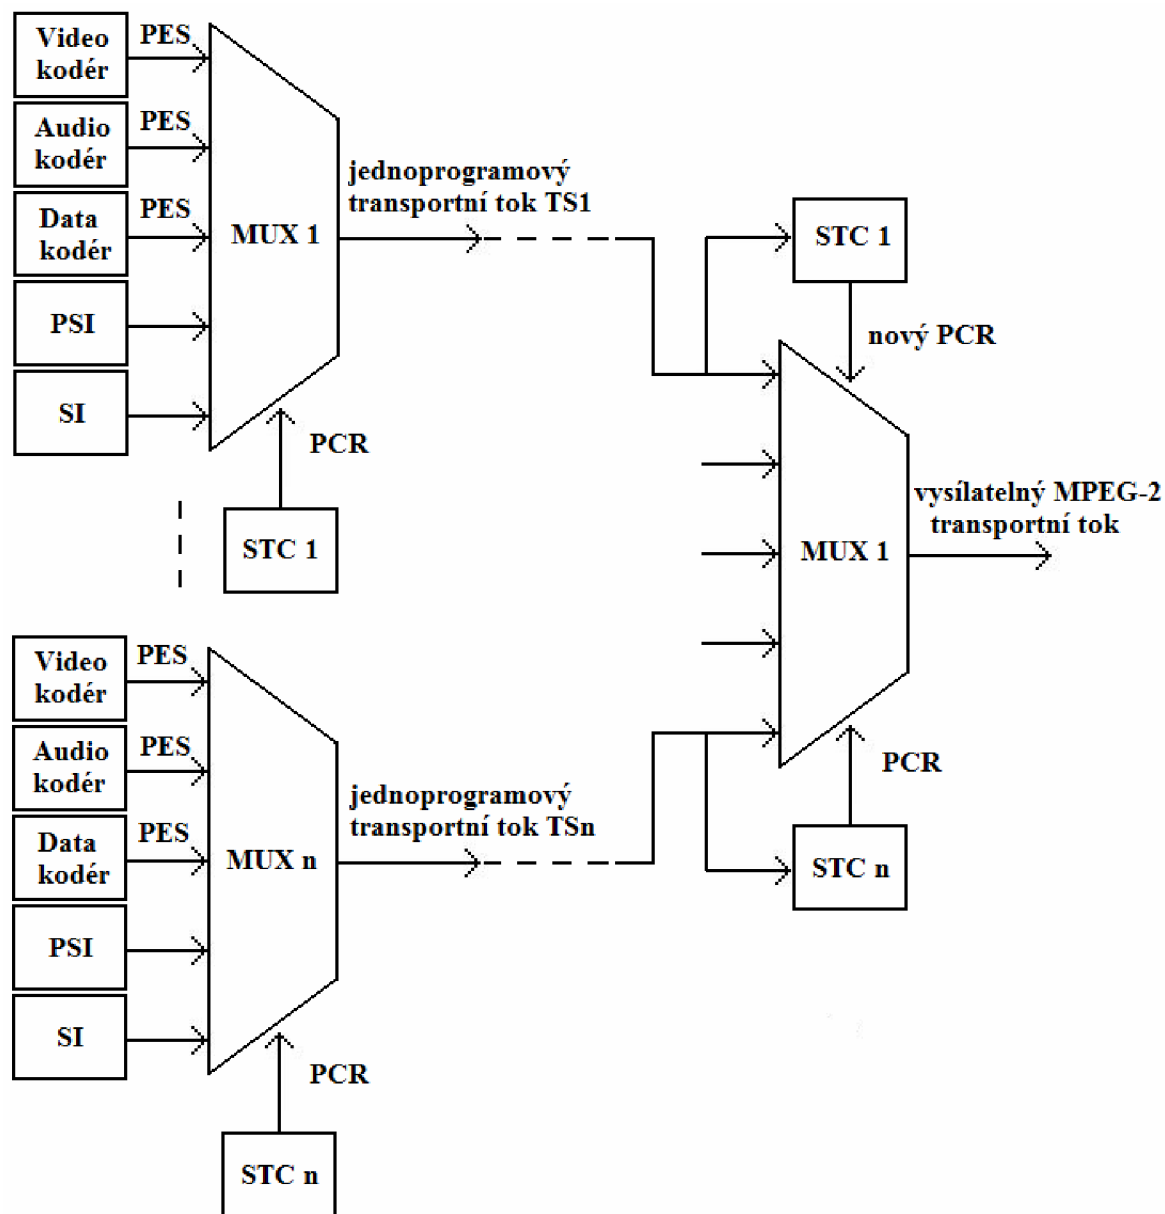 Video
kodér
PES
Audio
kodér
PES
Data
kodér
PES
PSI
SI
MUX 1
PCR
STC 1
jednoprogramový
transportní tok TS1
STC 1
nový PCR
MUX 1
vysílatelný MPEG-2
transportní tok
PCR
STC n
Video
kodér
PES
Audio
kodér
PES
Data
kodér
PES
PSI
SI
MUX n
PCR
STC n
jednoprogramový
transportní tok TSn